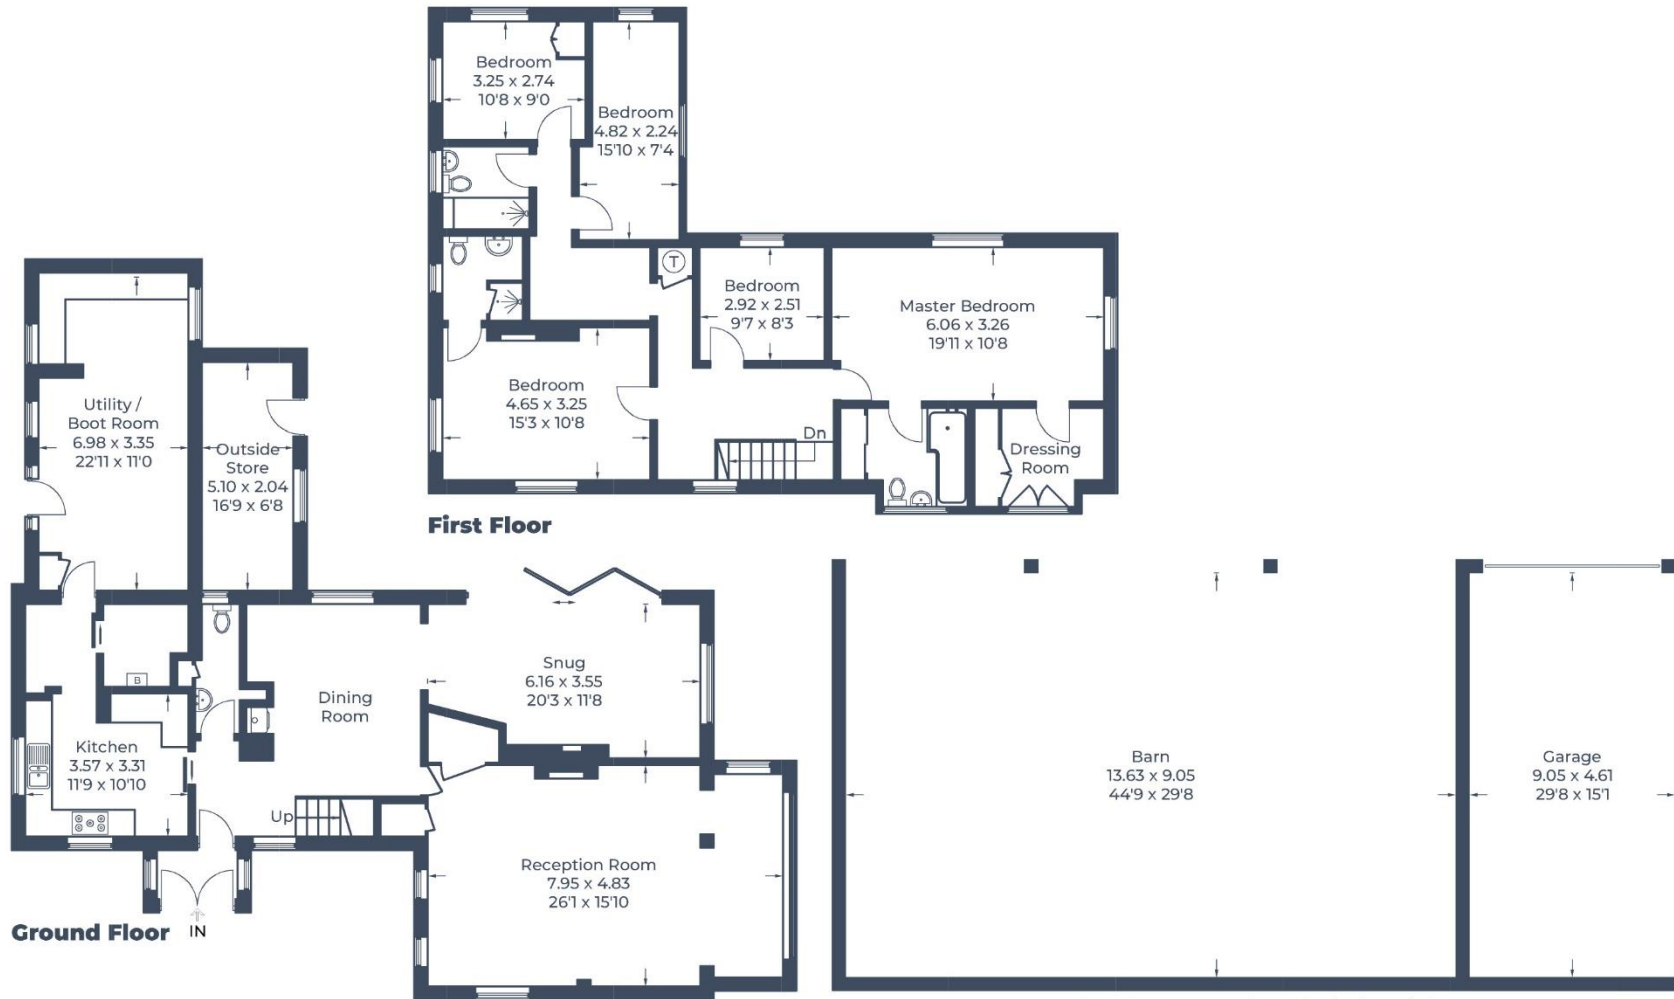 Bedroom
3.25 x 2.74
10'8 x 9'0
Bedroom
4.82 x 2.24
15'10 x 7'4
T
Bedroom
2.92 x 2.51
9'7 x 8'3
Master Bedroom
6.06 x 3.26
19'11 x 10'8
Bedroom
4.65 x 3.25
15'3 x 10'8
Dn
Dressing
Room
First Floor
Utility /
Boot Room
6.98 x 3.35
22'11 x 11'0
Outside
Store
5.10 x 2.04
16'9 x 6'8
B
Kitchen
3.57 x 3.31
11'9 x 10'10
Dining
Room
Snug
6.16 x 3.55
20'3 x 11'8
Up
Reception Room
7.95 x 4.83
26'1 x 15'10
IN
Ground Floor
Barn
13.63 x 9.05
44'9 x 29'8
Garage
9.05 x 4.61
29'8 x 15'1